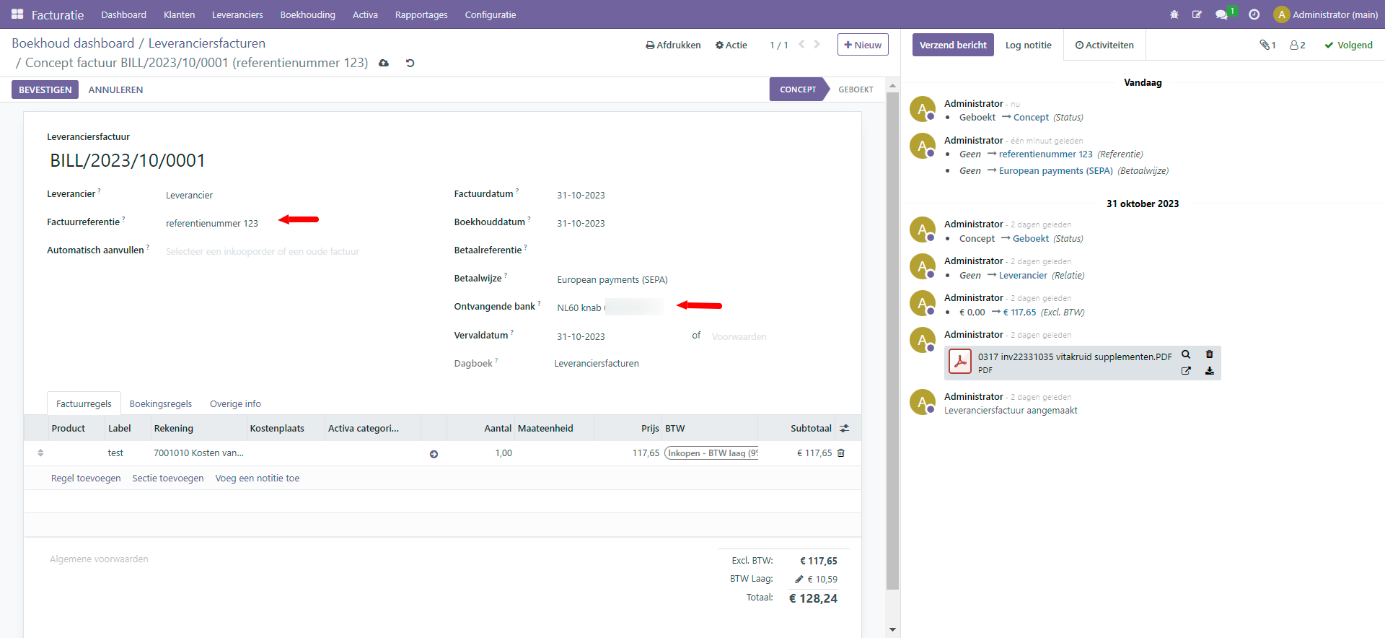 Facturatie Dashboard Klanten Leveranciers Boekhouding Activa Rapportages Configuratie 1 A Administrator (main)
Boekhoud dashboard / Leveranciersfacturen
/ Concept factuur BILL/2023/10/0001 (referentienummer 123)
Afdrukken Actie 1 / 1 Nieuw
BEVESTIGEN ANNULEREN CONCEPT GEBOEKT
Leveranciersfactuur
BILL/2023/10/0001
Leverancier ? Leverancier
Factuurreferentie ? referentienummer 123
Automatisch aanvullen ? Selecteer een inkooporder of een oude factuur
Factuurdatum ? 31-10-2023
Boekhouddatum ? 31-10-2023
Betaalreferentie ?
Betaalwijze ? European payments (SEPA)
Ontvangende bank ? NL60 knab
Vervaldatum ? 31-10-2023 of Voorwaarden
Dagboek ? Leveranciersfacturen
Factuurregels Boekingsregels Overige info
Product Label Rekening Kostenplaats Activa categori... Aantal Maateenheid Prijs BTW Subtotaal
test 7001010 Kosten van... 1,00 117,65 Inkopen - BTW laag (9% € 117,65
Regel toevoegen Sectie toevoegen Voeg een notitie toe
Algemene voorwaarden
Excl. BTW: € 117,65
BTW Laag: € 10,59
Totaal: € 128,24
Verzend bericht Log notitie Activiteiten 1 2 Volgend
Vandaag
A Administrator - nu
Geboekt → Concept (Status)
A Administrator - één minuut geleden
Geen → referentienummer 123 (Referentie)
Geen → European payments (SEPA) (Betaalwijze)
31 oktober 2023
A Administrator - 2 dagen geleden
Concept → Geboekt (Status)
A Administrator - 2 dagen geleden
Geen → Leverancier (Relatie)
A Administrator - 2 dagen geleden
€ 0,00 → € 117,65 (Excl. BTW)
A Administrator - 2 dagen geleden
0317 inv22331035 vitakruid supplementen.PDF
PDF
A Administrator - 2 dagen geleden
Leveranciersfactuur aangemaakt